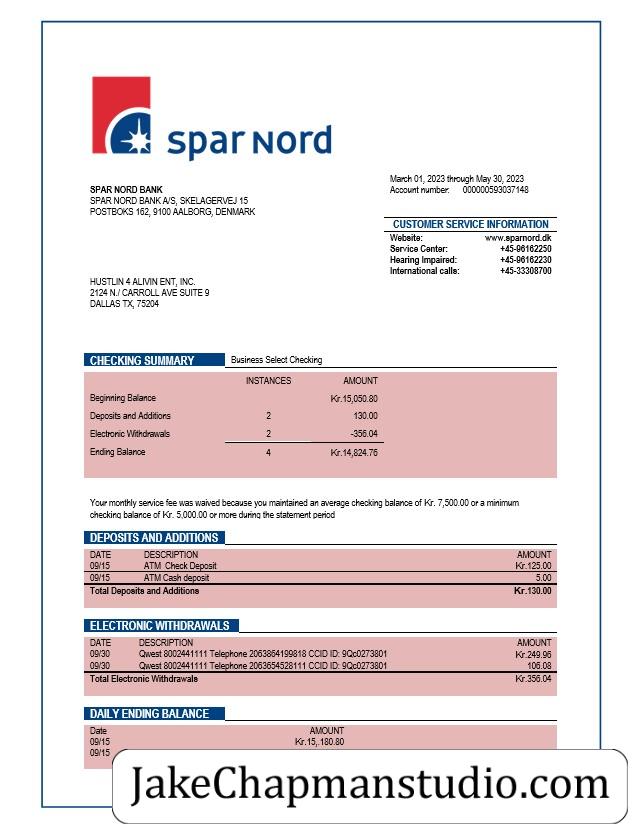 spar nord
March 01, 2023 through May 30, 2023
Account number: 000000593037148
SPAR NORD BANK
SPAR NORD BANK A/S, SKELAGERVEJ 15
POSTBOKS 162, 9100 AALBORG, DENMARK
CUSTOMER SERVICE INFORMATION
Website: www.sparnord.dk
Service Center: +45-96162250
Hearing Impaired: +45-96162230
International calls: +45-33308700
HUSTLIN 4 ALIVIN ENT, INC.
2124 N./ CARROLL AVE SUITE 9
DALLAS TX, 75204
CHECKING SUMMARY Business Select Checking
INSTANCES AMOUNT
Beginning Balance Kr.15,050.80
Deposits and Additions 2 130.00
Electronic Withdrawals 2 -356.04
Ending Balance 4 Kr.14,824.76
Your monthly service fee was waived because you maintained an average checking balance of Kr. 7,500.00 or a minimum
checking balance of Kr. 5,000.00 or more during the statement period
DEPOSITS AND ADDITIONS
DATE DESCRIPTION AMOUNT
09/15 ATM Check Deposit Kr.125.00
09/15 ATM Cash deposit 5.00
Total Deposits and Additions Kr.130.00
ELECTRONIC WITHDRAWALS
DATE DESCRIPTION AMOUNT
09/30 Qwest 8002441111 Telephone 2063864199818 CCID ID: 9Qc0273801 Kr.249.96
09/30 Qwest 8002441111 Telephone 2063654528111 CCID ID: 9Qc0273801 106.08
Total Electronic Withdrawals Kr.356.04
DAILY ENDING BALANCE
Date AMOUNT
09/15 Kr.15,.180.80
09/15
JakeChapmanstudio.com